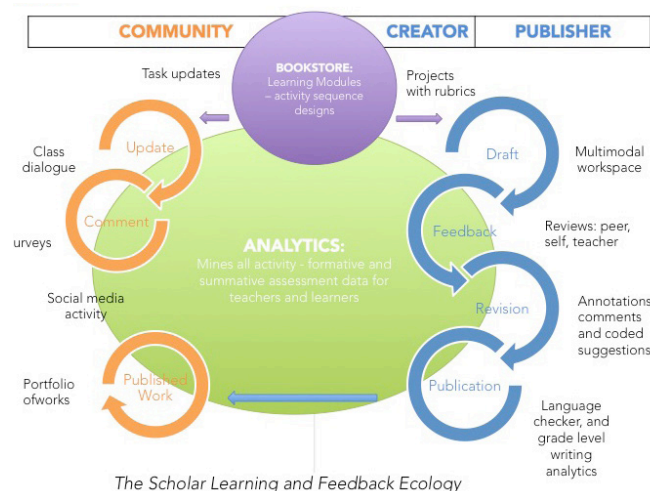 COMMUNITY
CREATOR
PUBLISHER
BOOKSTORE:
Learning Modules
– activity sequence
designs
Task updates
Projects
with rubrics
Update
Draft
Class
dialogue
Multimodal
workspace
Comment
Feedback
urveys
Reviews: peer,
self, teacher
ANALYTICS:
Mines all activity - formative and
summative assessment data for
teachers and learners
Social media
activity
Revision
Annotations,
comments
and coded
suggestions
Portfolio
ofworks
Published
Work
Publication
Language
checker, and
grade level
writing
analytics
The Scholar Learning and Feedback Ecology